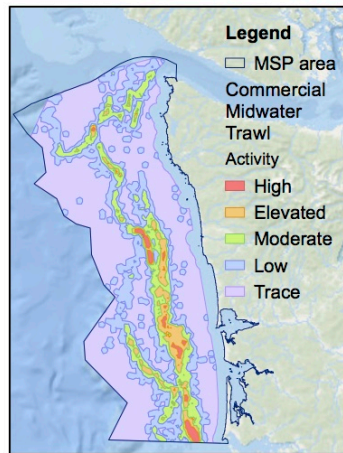 Legend
MSP area
Commercial
Midwater
Trawl
Activity
High
Elevated
Moderate
Low
Trace